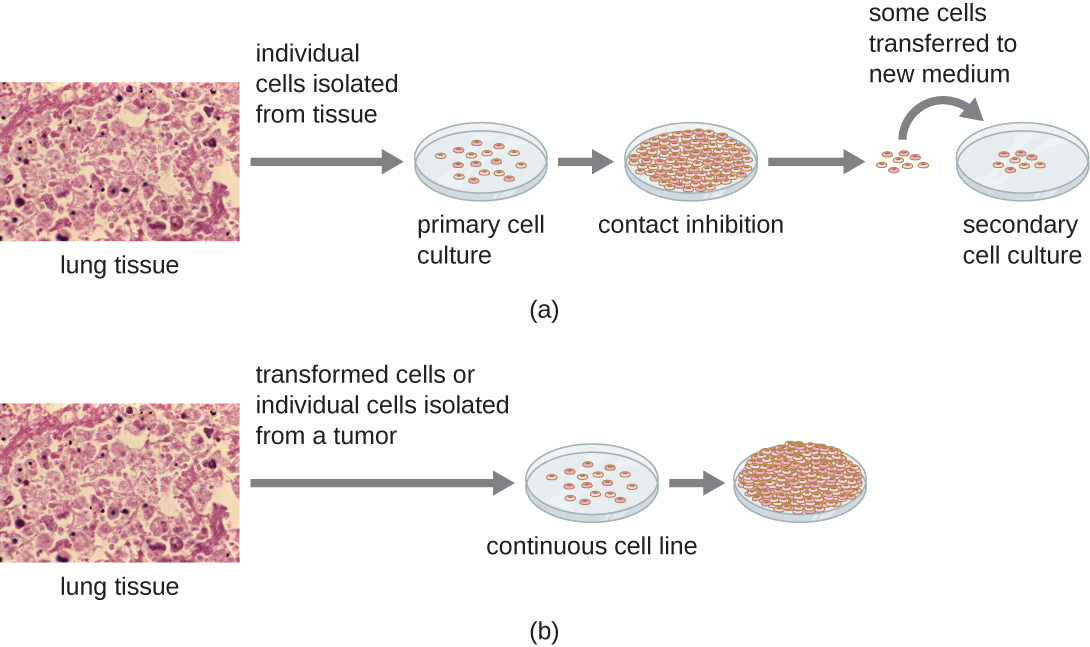 individual
cells isolated
from tissue
some cells
transferred to
new medium
lung tissue
primary cell
culture
contact inhibition
secondary
cell culture
(a)
transformed cells or
individual cells isolated
from a tumor
lung tissue
continuous cell line
(b)